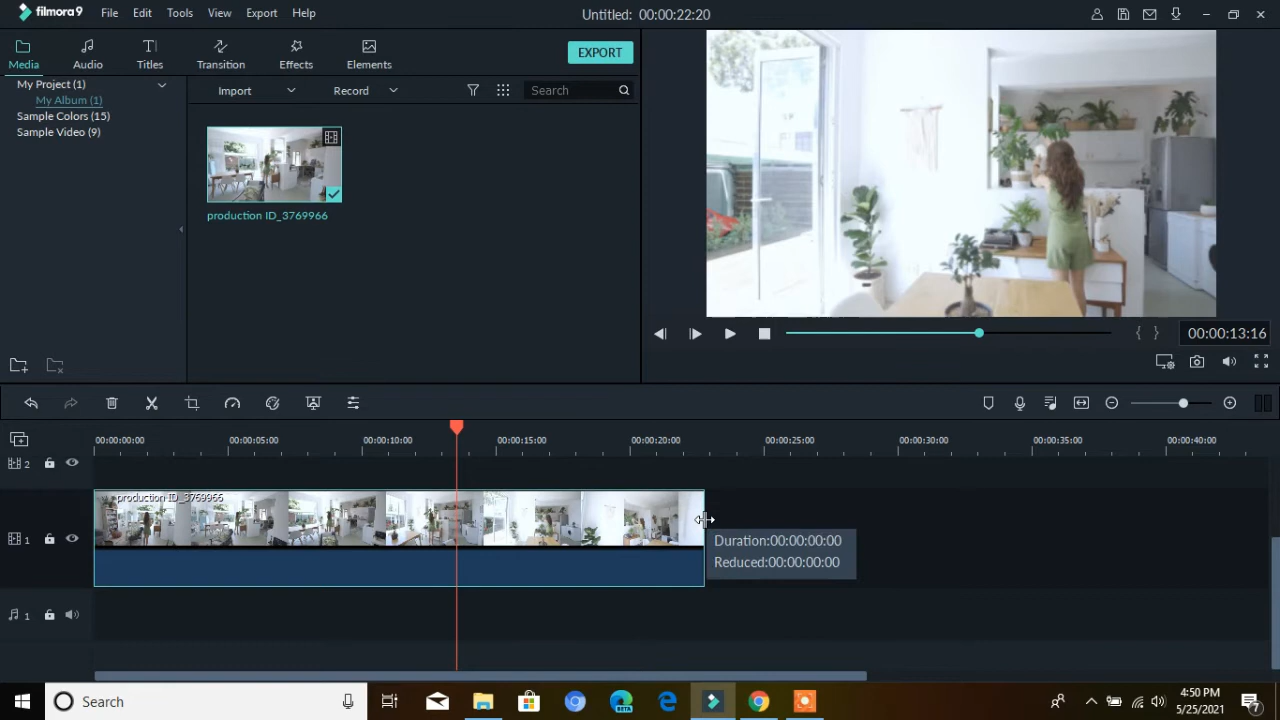 filmora9
File Edit Tools View Export Help
Untitled: 00:00:22:20
Media Audio Titles Transition Effects Elements
EXPORT
My Project (1)
My Album (1)
Sample Colors (15)
Sample Video (9)
Import Record Search
production ID_3769966
00:00:13:16
00:00:00:00 00:00:05:00 00:00:10:00 00:00:15:00 00:00:20:00 00:00:25:00 00:00:30:00 00:00:35:00 00:00:40:00
2
production ID_3769966
1
Duration:00:00:00:00
Reduced:00:00:00:00
1
Search
BETA
4:50 PM
5/25/2021
7